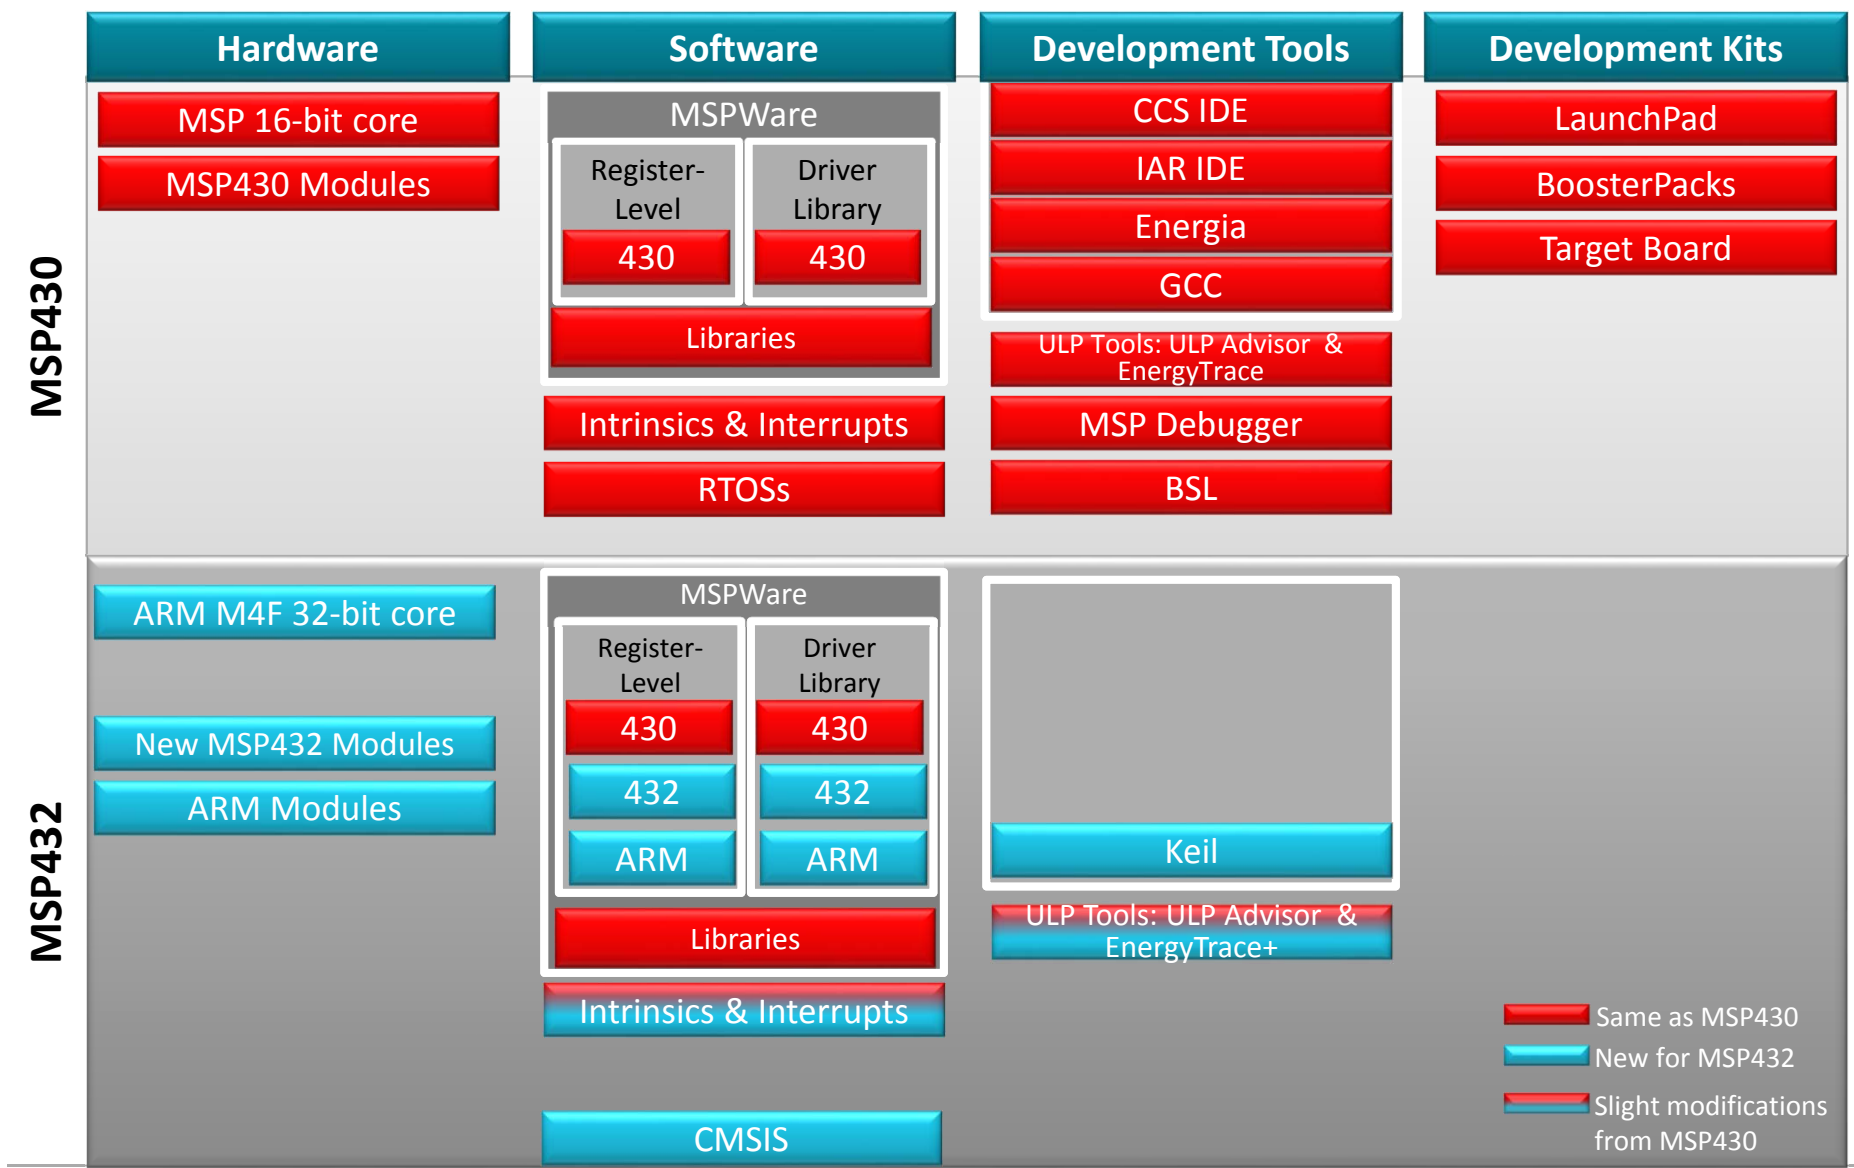 Hardware
Software
Development Tools
Development Kits
MSP430
MSP 16-bit core
MSP430 Modules
MSPWare
Register-
Level
430
Driver
Library
430
Libraries
Intrinsics & Interrupts
RTOSs
CCS IDE
IAR IDE
Energia
GCC
ULP Tools: ULP Advisor &
EnergyTrace
MSP Debugger
BSL
LaunchPad
BoosterPacks
Target Board
MSP432
ARM M4F 32-bit core
New MSP432 Modules
ARM Modules
MSPWare
Register-
Level
430
432
ARM
Driver
Library
430
432
ARM
Libraries
Intrinsics & Interrupts
CMSIS
Keil
ULP Tools: ULP Advisor &
EnergyTrace+
Same as MSP430
New for MSP432
Slight modifications
from MSP430